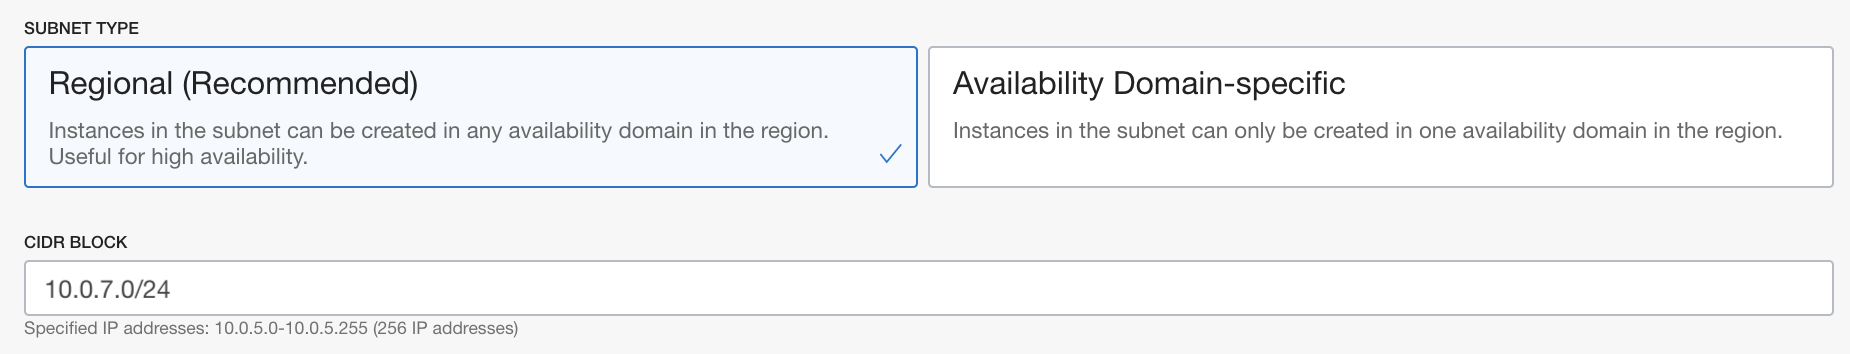 SUBNET TYPE
Regional (Recommended)
Instances in the subnet can be created in any availability domain in the region.
Useful for high availability.
Availability Domain-specific
Instances in the subnet can only be created in one availability domain in the region.
CIDR BLOCK
10.0.7.0/24
Specified IP addresses: 10.0.5.0-10.0.5.255 (256 IP addresses)